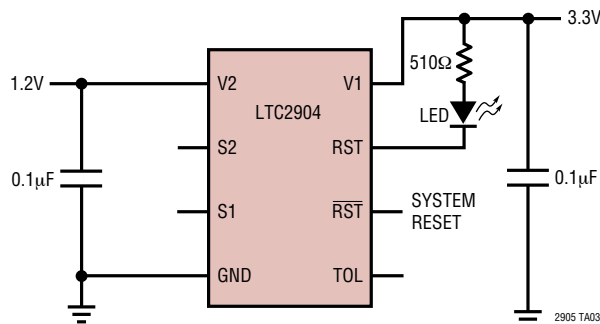 3.3V
510Ω
1.2V
V2
V1
LTC2904
LED
S2
RST
0.1μF
0.1μF
S1
RST
SYSTEM
RESET
GND
TOL
2905 TA03